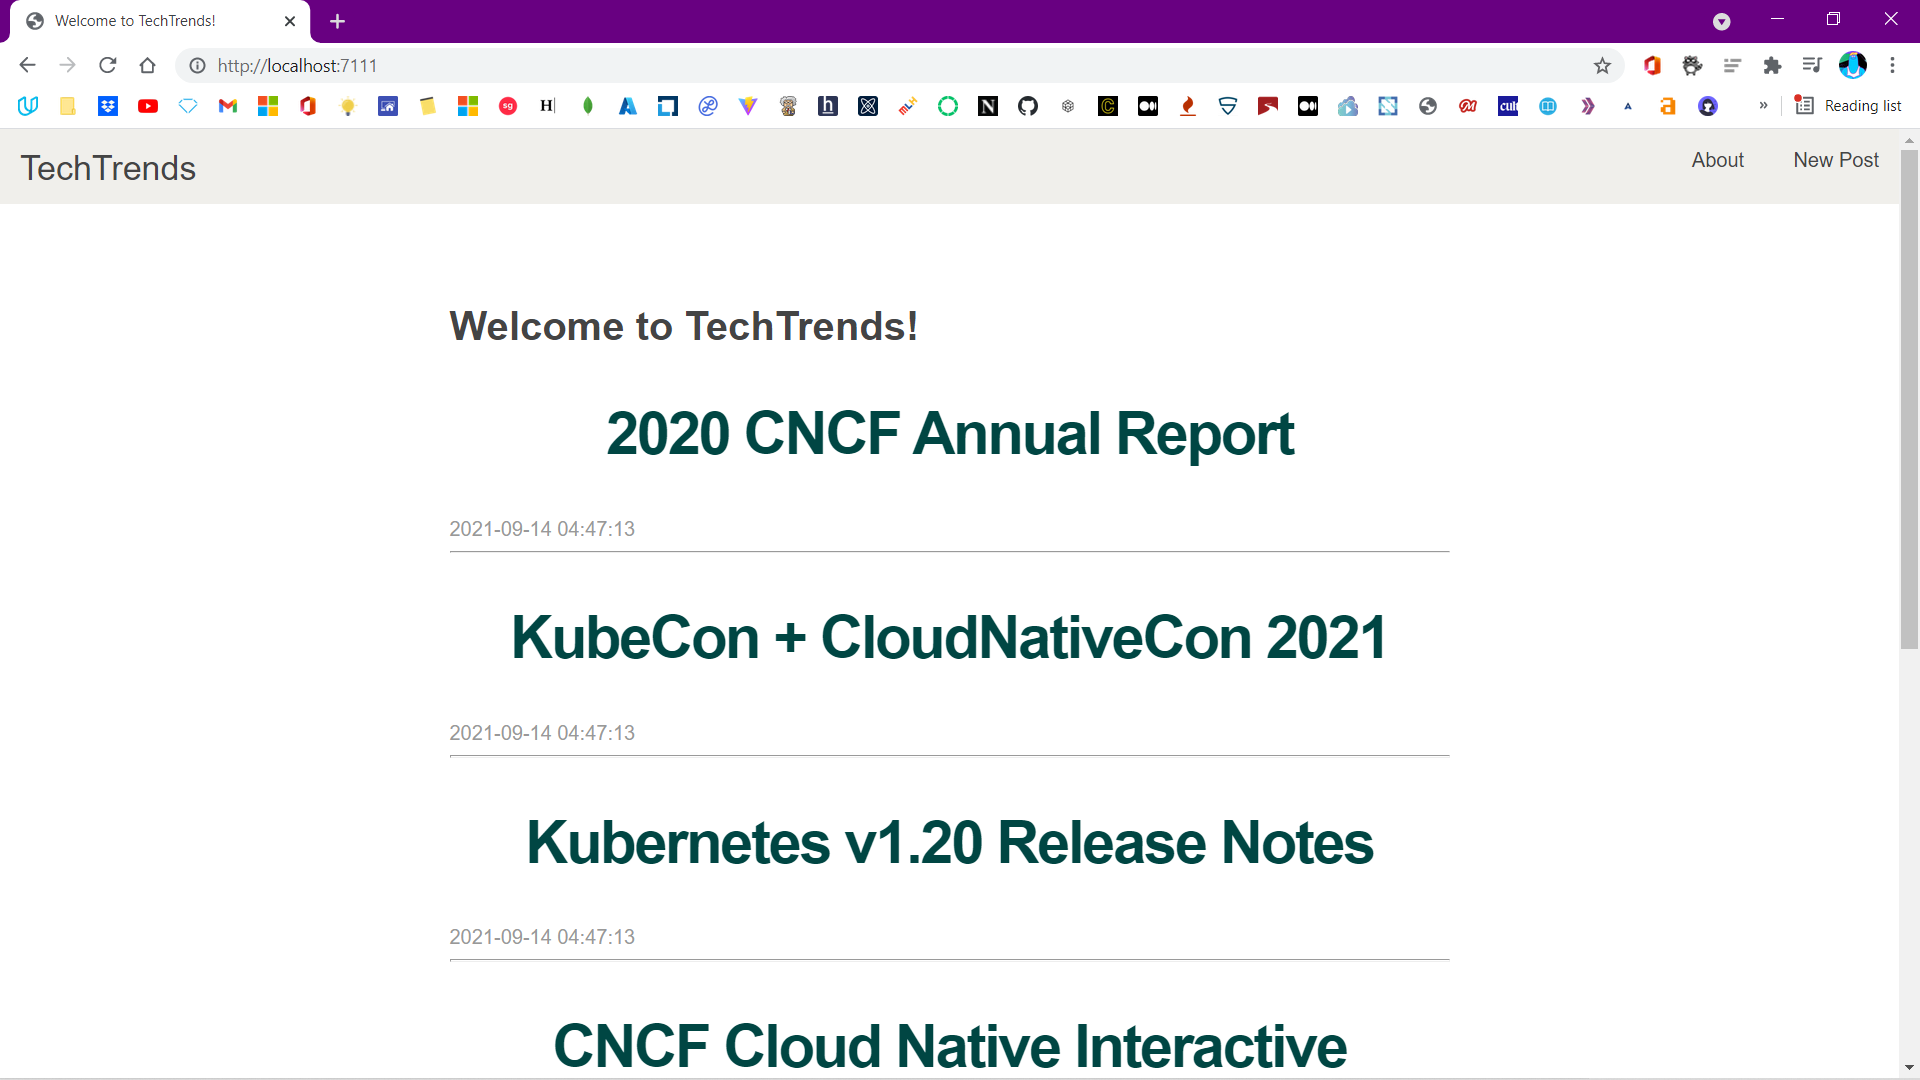 Welcome to TechTrends!
http://localhost:7111
sg
H
h
N
C
cult
a
»
Reading list
TechTrends
About
New Post
Welcome to TechTrends!
2020 CNCF Annual Report
2021-09-14 04:47:13
KubeCon + CloudNativeCon 2021
2021-09-14 04:47:13
Kubernetes v1.20 Release Notes
2021-09-14 04:47:13
CNCF Cloud Native Interactive